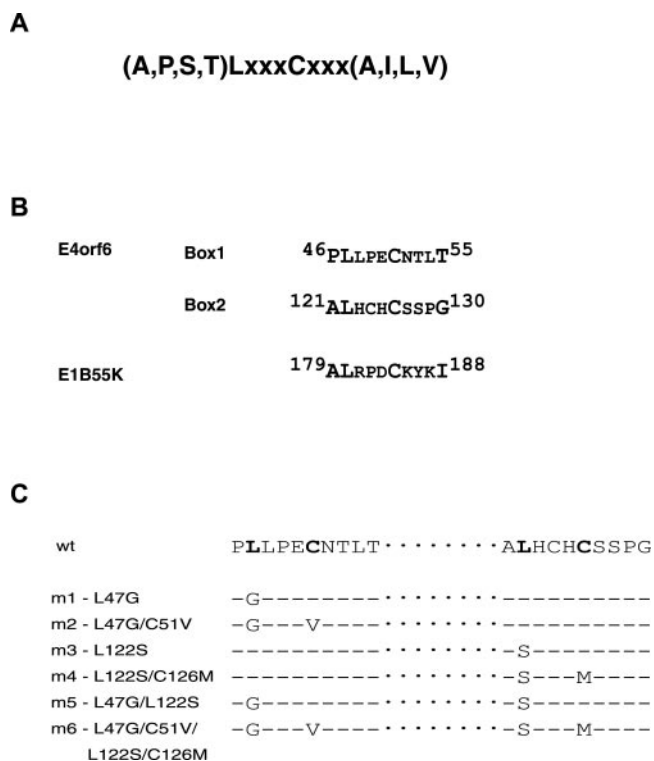 A
(A,P,S,T)LxxxCxxx(A,I,L,V)
B
E4orf6 Box1 46PLLPECNTLT55
Box2 121ALHCHCSSPG130
E1B55K 179ALRPDCKYKI188
C
wt PLLPECNTLT·········ALHCHCSSPG
m1 - L47G –G––––––––·········––––––––––
m2 - L47G/C51V –G–––V––––·········––––––––––
m3 - L122S ––––––––––·········–S––––––––
m4 - L122S/C126M ––––––––––·········–S–––M––––
m5 - L47G/L122S –G––––––––·········–S––––––––
m6 - L47G/C51V/ –G–––V––––·········–S–––M––––
L122S/C126M